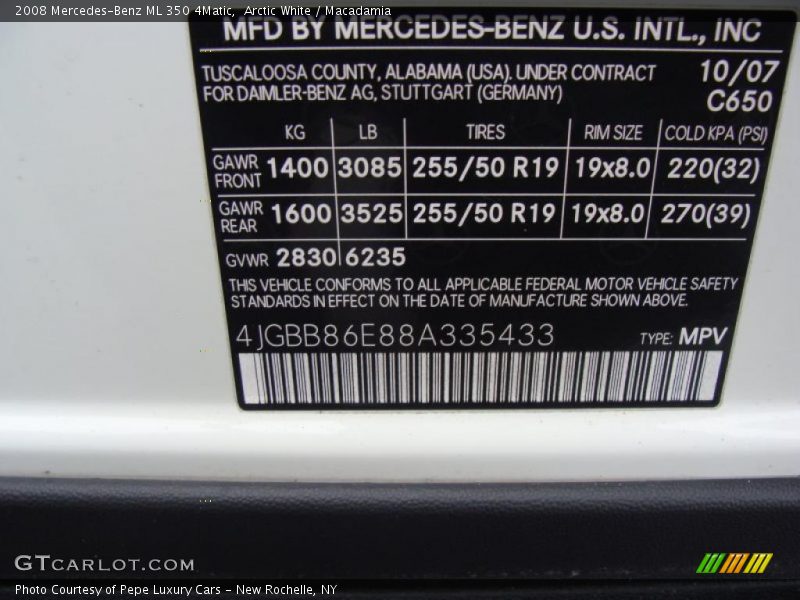 2008 Mercedes-Benz ML 350 4Matic, Arctic White / Macadamia
MFD BY MERCEDES-BENZ U.S. INTL., INC
TUSCALOOSA COUNTY, ALABAMA (USA). UNDER CONTRACT 10/07
FOR DAIMLER-BENZ AG, STUTTGART (GERMANY) C650
KG LB TIRES RIM SIZE COLD KPA (PSI)
GAWR FRONT 1400 3085 255/50 R19 19x8.0 220(32)
GAWR REAR 1600 3525 255/50 R19 19x8.0 270(39)
GVWR 2830 6235
THIS VEHICLE CONFORMS TO ALL APPLICABLE FEDERAL MOTOR VEHICLE SAFETY
STANDARDS IN EFFECT ON THE DATE OF MANUFACTURE SHOWN ABOVE.
4JGBB86E88A335433 TYPE: MPV
GTCARLOT.COM
Photo Courtesy of Pepe Luxury Cars - New Rochelle, NY